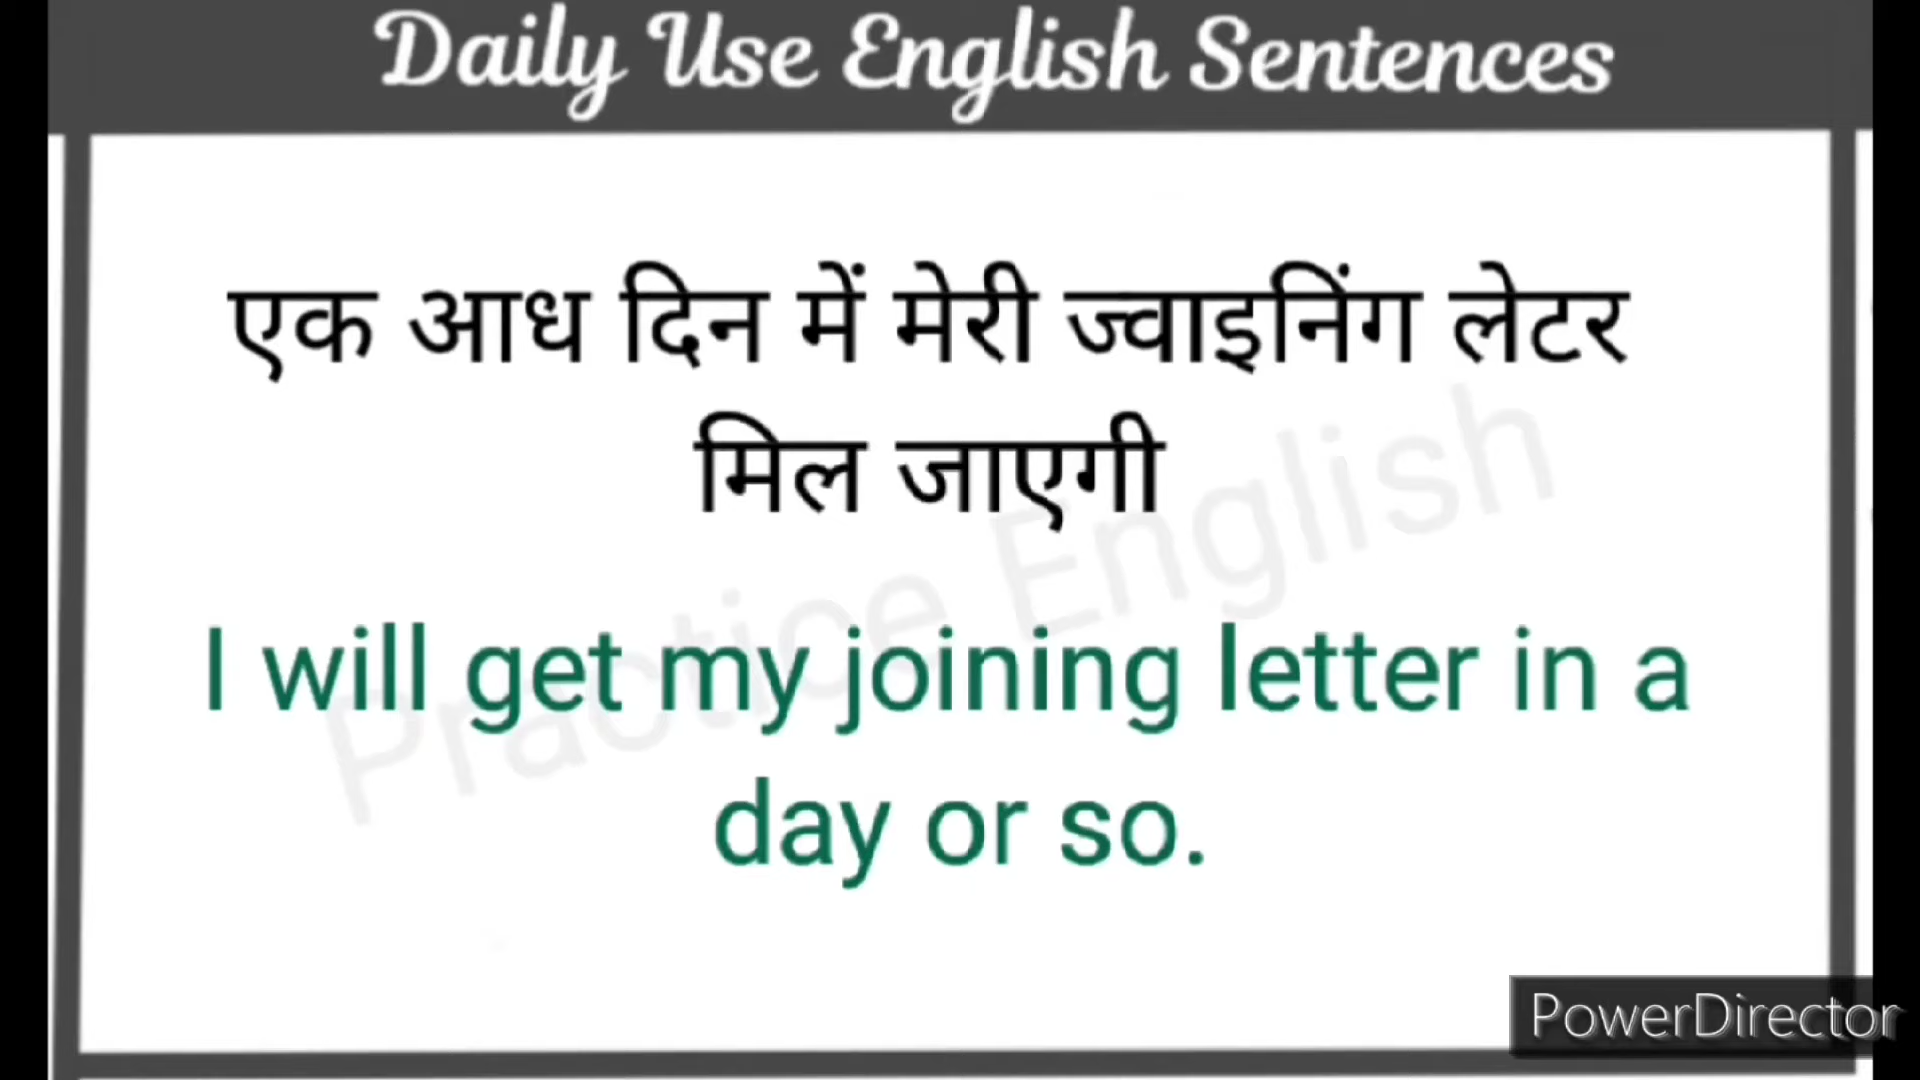 Daily Use English Sentences
एक आध दिन में मेरी ज्वाइनिंग लेटर
मिल जाएगी
Practice English
I will get my joining letter in a
day or so.
PowerDirector